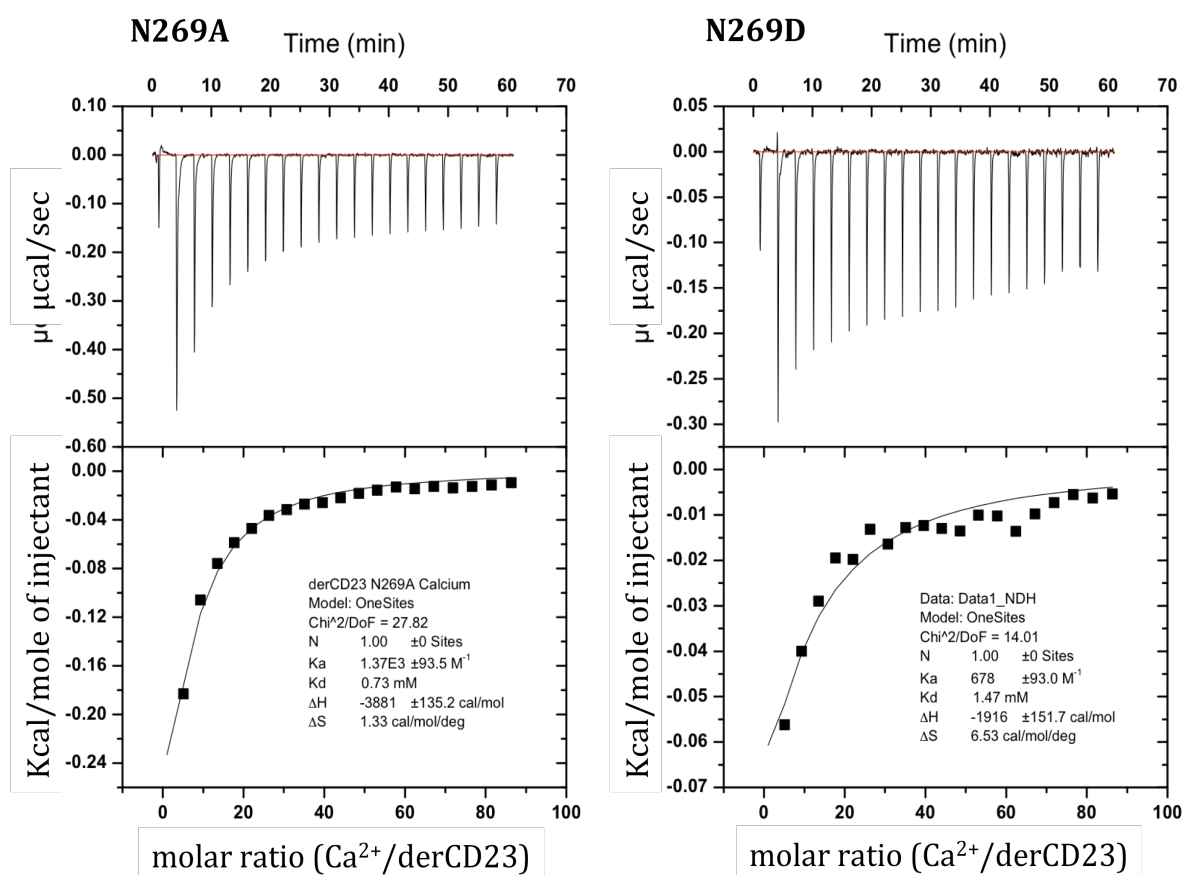 N269A
Time (min)
0 10 20 30 40 50 60 70
0.10
0.00
-0.10
-0.20
-0.30
-0.40
-0.50
-0.60
µcal/sec
0.00
-0.04
-0.08
-0.12
-0.16
-0.20
-0.24
Kcal/mole of injectant
derCD23 N269A Calcium
Model: OneSites
Chi^2/DoF = 27.82
N 1.00 ±0 Sites
Ka 1.37E3 ±93.5 M⁻¹
Kd 0.73 mM
ΔH -3881 ±135.2 cal/mol
ΔS 1.33 cal/mol/deg
0 20 40 60 80 100
molar ratio (Ca²⁺/derCD23)
N269D
Time (min)
0 10 20 30 40 50 60 70
0.05
0.00
-0.05
-0.10
-0.15
-0.20
-0.25
-0.30
µcal/sec
0.00
-0.01
-0.02
-0.03
-0.04
-0.05
-0.06
-0.07
Kcal/mole of injectant
Data: Data1_NDH
Model: OneSites
Chi^2/DoF = 14.01
N 1.00 ±0 Sites
Ka 678 ±93.0 M⁻¹
Kd 1.47 mM
ΔH -1916 ±151.7 cal/mol
ΔS 6.53 cal/mol/deg
0 20 40 60 80 100
molar ratio (Ca²⁺/derCD23)